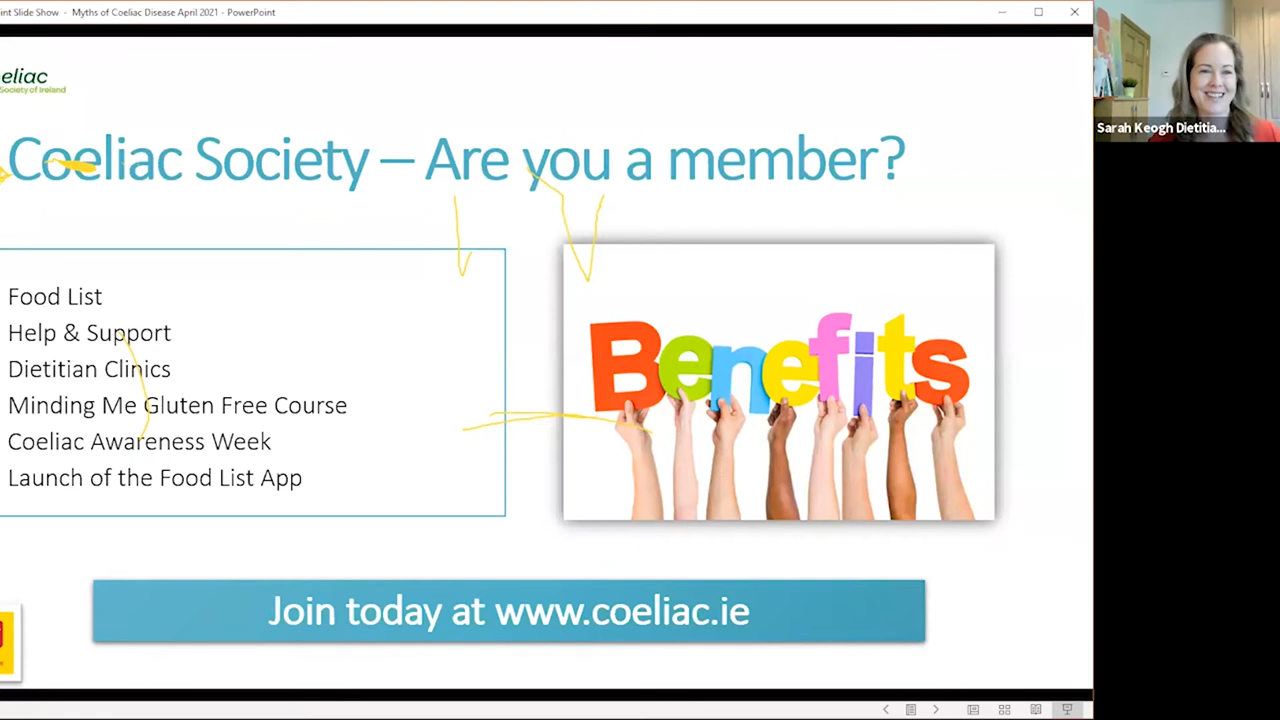 int Slide Show - Myths of Coeliac Disease April 2021 - PowerPoint
eliac
Society of Ireland
Coeliac Society – Are you a member?
Food List
Help & Support
Dietitian Clinics
Minding Me Gluten Free Course
Coeliac Awareness Week
Launch of the Food List App
Benefits
Join today at www.coeliac.ie
Sarah Keogh Dietitia...